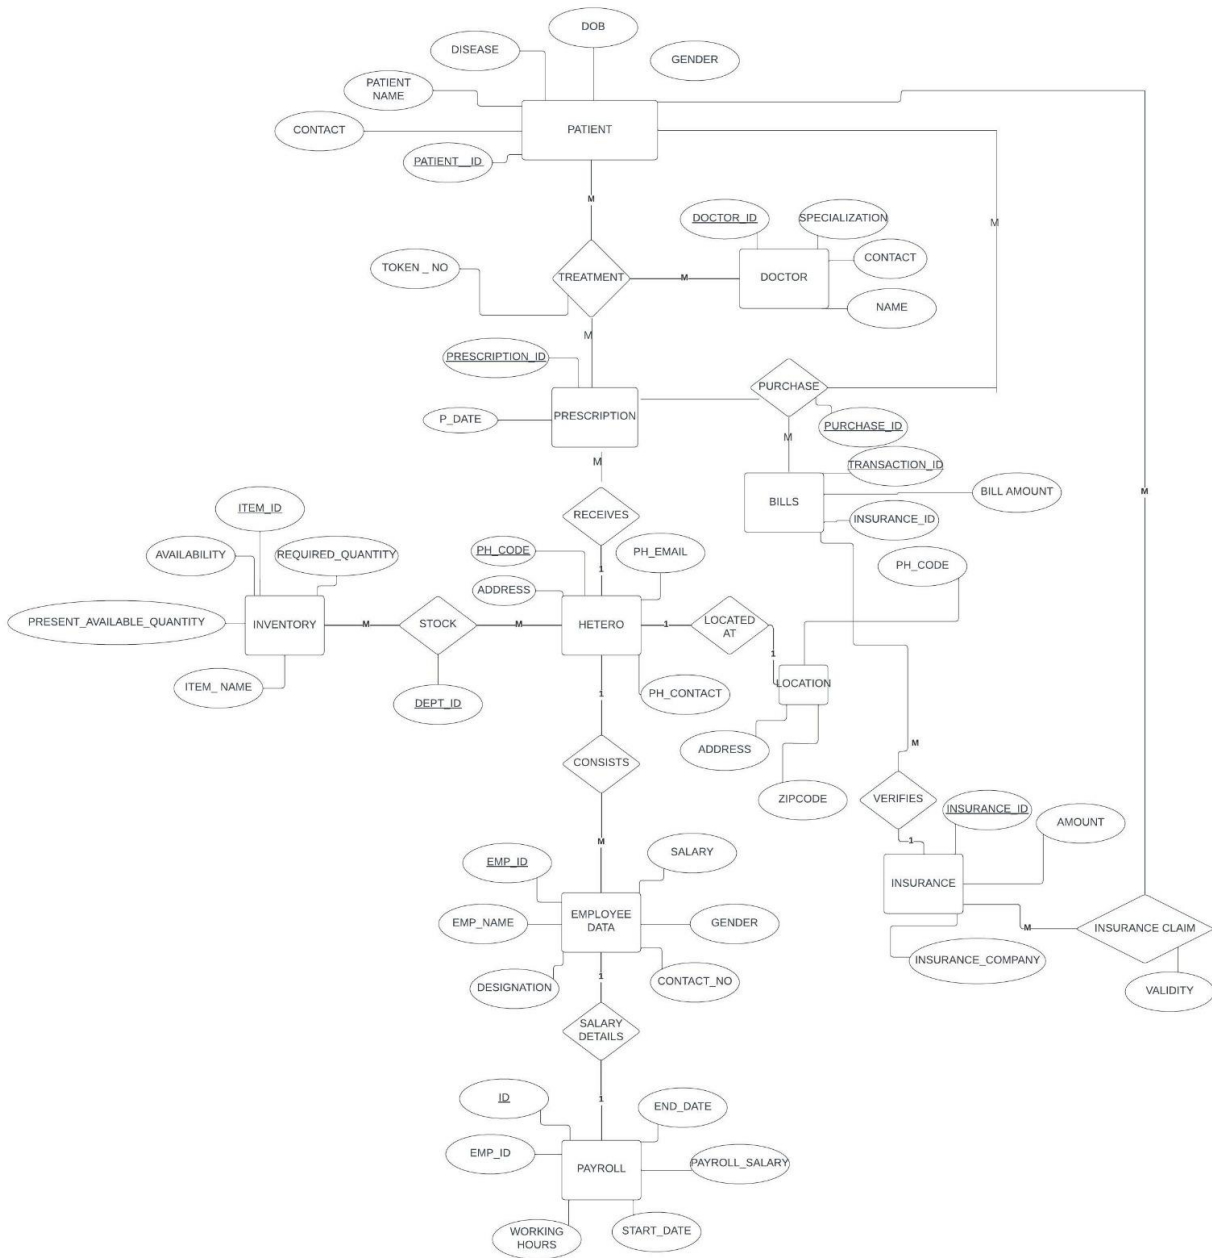 DOB
DISEASE
GENDER
PATIENT
NAME
CONTACT
PATIENT
PATIENT__ID
M
M
DOCTOR_ID
SPECIALIZATION
TOKEN _ NO
TREATMENT
M
DOCTOR
CONTACT
NAME
M
PRESCRIPTION_ID
PURCHASE
P_DATE
PRESCRIPTION
PURCHASE_ID
M
M
TRANSACTION_ID
BILLS
BILL AMOUNT
M
INSURANCE_ID
ITEM_ID
RECEIVES
AVAILABILITY
REQUIRED_QUANTITY
PH_CODE
PH_EMAIL
PH_CODE
1
ADDRESS
PRESENT_AVAILABLE_QUANTITY
INVENTORY
M
STOCK
M
HETERO
1
LOCATED
AT
1
LOCATION
ITEM_ NAME
DEPT_ID
1
PH_CONTACT
ADDRESS
M
CONSISTS
ZIPCODE
VERIFIES
INSURANCE_ID
AMOUNT
M
1
EMP_ID
SALARY
INSURANCE
EMP_NAME
EMPLOYEE
DATA
GENDER
M
INSURANCE CLAIM
INSURANCE_COMPANY
DESIGNATION
1
CONTACT_NO
VALIDITY
SALARY
DETAILS
ID
1
END_DATE
EMP_ID
PAYROLL
PAYROLL_SALARY
WORKING
HOURS
START_DATE